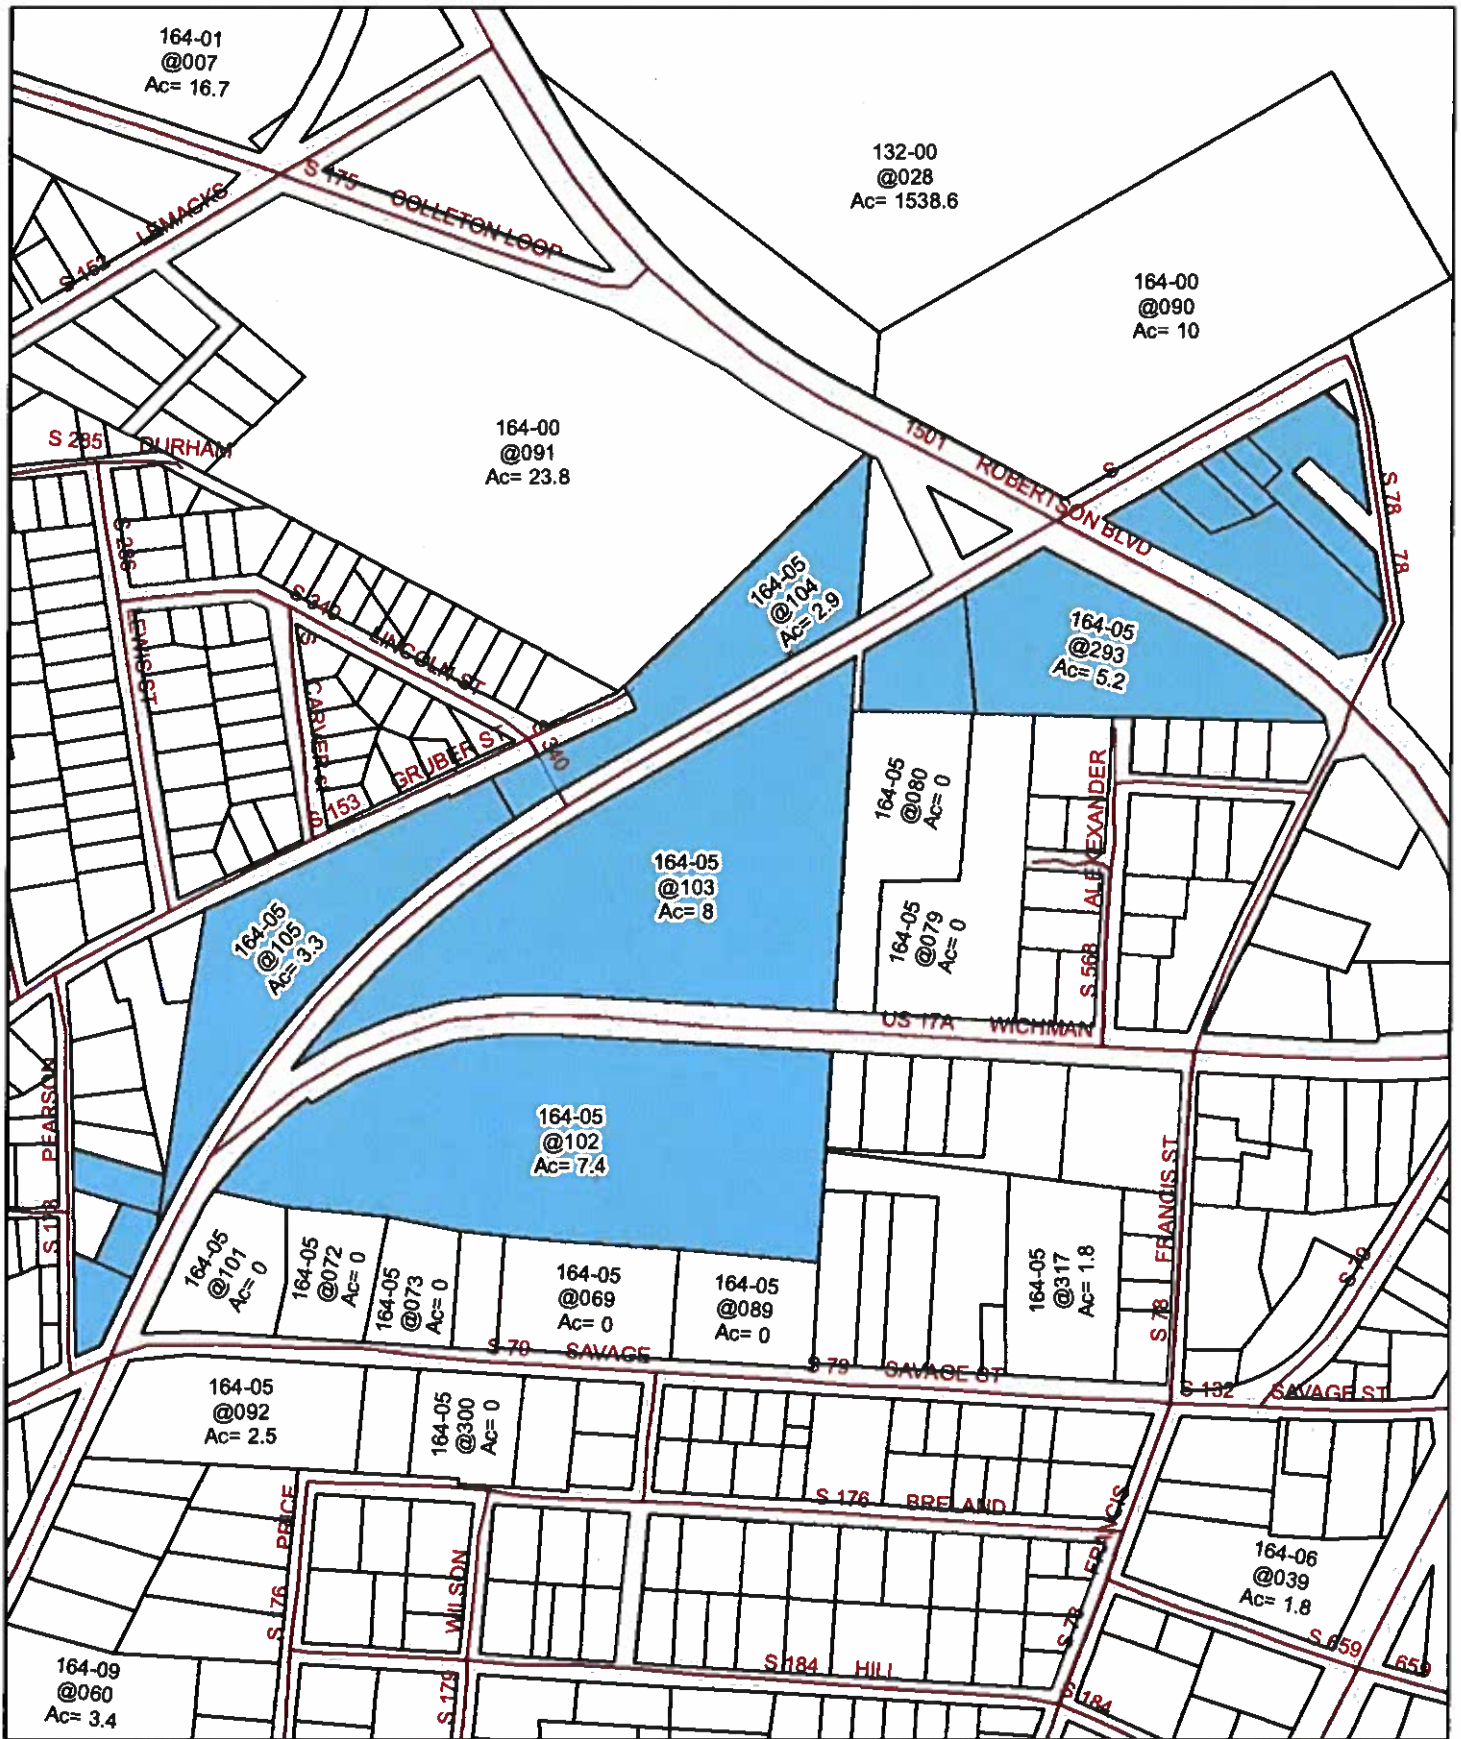 164-01
@007
Ac= 16.7
132-00
@028
Ac= 1538.6
S 175 COLLETON LOOP
LEMACKS
S 152
164-00
@090
Ac= 10
164-00
@091
Ac= 23.8
1501 ROBERTSON BLVD
S
S 285 DURHAM
S 78
78
S 286
164-05
@104
Ac= 2.9
S 340 LINCOLN ST
LEWIS ST
S
CARVER S
164-05
@293
Ac= 5.2
S 153 GRUBER ST
S
S 340
164-05
@080
Ac= 0
ALEXANDER
S 568
164-05
@103
Ac= 8
164-05
@079
Ac= 0
164-05
@105
Ac= 3.3
US 17A WICHMAN
PEARSON
S 178
164-05
@102
Ac= 7.4
FRANCIS ST
S 78
164-05
@101
Ac= 0
164-05
@072
Ac= 0
164-05
@073
Ac= 0
164-05
@069
Ac= 0
164-05
@089
Ac= 0
164-05
@317
Ac= 1.8
S 79
S 79 SAVAGE
S 79 SAVAGE ST
S 132 SAVAGE ST
164-05
@092
Ac= 2.5
164-05
@300
Ac= 0
S 176 BRELAND
FRANCIS
S 78
PRICE
S 176
WILSON
S 179
164-06
@039
Ac= 1.8
S 659
659
S 184 HILL
S 184
164-09
@060
Ac= 3.4